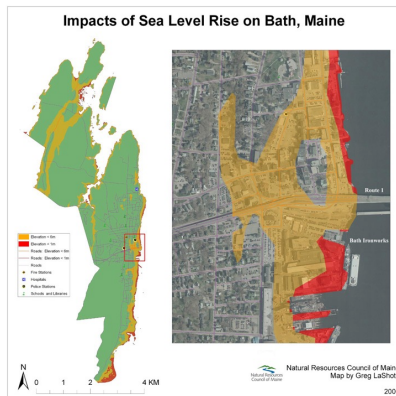 Impacts of Sea Level Rise on Bath, Maine
Route 1
Bath Ironworks
Elevation < 6m
Elevation < 1m
Roads, Elevation < 6m
Roads, Elevation < 1m
Roads
Fire Stations
Hospitals
Police Stations
Schools and Libraries
N
0 1 2 4 KM
Natural Resources
Council of Maine
Natural Resources Council of Main
Map by Greg LaShot
200